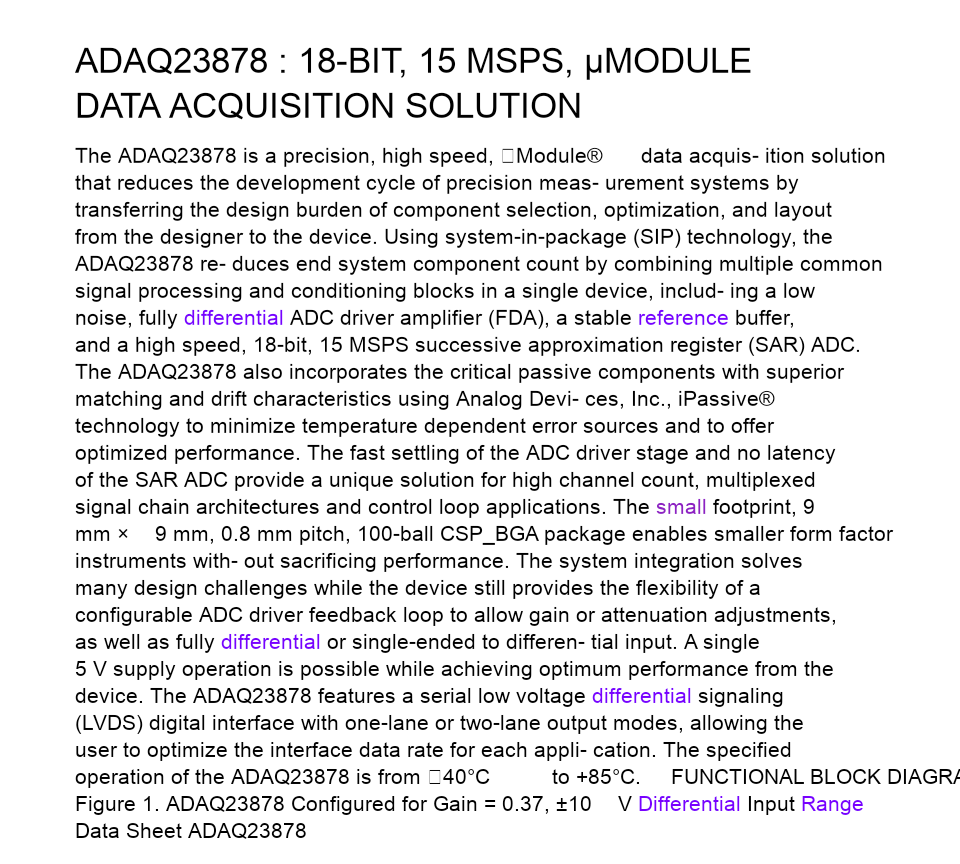 ADAQ23878 : 18-BIT, 15 MSPS, µMODULE
DATA ACQUISITION SOLUTION
The ADAQ23878 is a precision, high speed, □Module® data acquis- ition solution
that reduces the development cycle of precision meas- urement systems by
transferring the design burden of component selection, optimization, and layout
from the designer to the device. Using system-in-package (SIP) technology, the
ADAQ23878 re- duces end system component count by combining multiple common
signal processing and conditioning blocks in a single device, includ- ing a low
noise, fully differential ADC driver amplifier (FDA), a stable reference buffer,
and a high speed, 18-bit, 15 MSPS successive approximation register (SAR) ADC.
The ADAQ23878 also incorporates the critical passive components with superior
matching and drift characteristics using Analog Devi- ces, Inc., iPassive®
technology to minimize temperature dependent error sources and to offer
optimized performance. The fast settling of the ADC driver stage and no latency
of the SAR ADC provide a unique solution for high channel count, multiplexed
signal chain architectures and control loop applications. The small footprint, 9
mm × 9 mm, 0.8 mm pitch, 100-ball CSP_BGA package enables smaller form factor
instruments with- out sacrificing performance. The system integration solves
many design challenges while the device still provides the flexibility of a
configurable ADC driver feedback loop to allow gain or attenuation adjustments,
as well as fully differential or single-ended to differen- tial input. A single
5 V supply operation is possible while achieving optimum performance from the
device. The ADAQ23878 features a serial low voltage differential signaling
(LVDS) digital interface with one-lane or two-lane output modes, allowing the
user to optimize the interface data rate for each appli- cation. The specified
operation of the ADAQ23878 is from □40°C to +85°C. FUNCTIONAL BLOCK DIAGRA
Figure 1. ADAQ23878 Configured for Gain = 0.37, ±10 V Differential Input Range
Data Sheet ADAQ23878